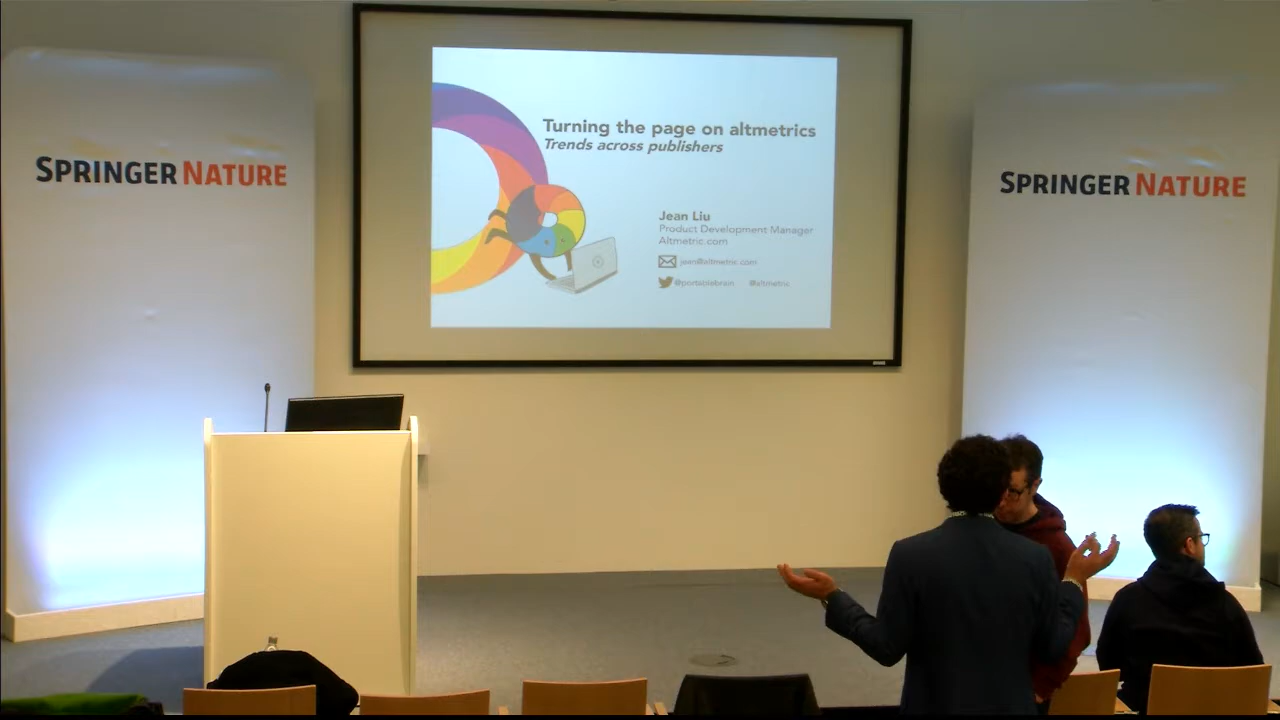 SPRINGER NATURE
Turning the page on altmetrics
Trends across publishers
Jean Liu
Product Development Manager
Altmetric.com
jean@altmetric.com
@portablebrain @altmetric
SPRINGER NATURE